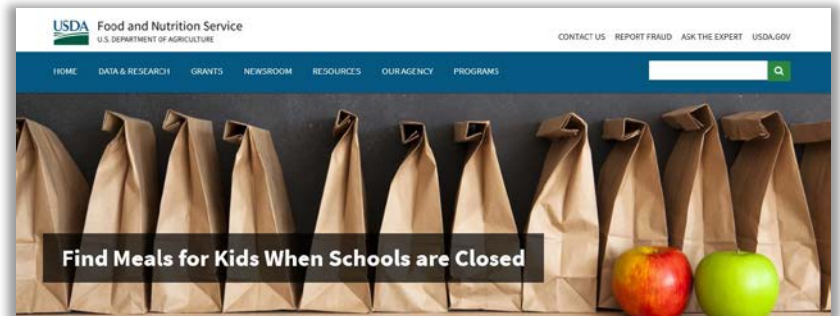 USDA Food and Nutrition Service
U.S. DEPARTMENT OF AGRICULTURE
CONTACT US REPORT FRAUD ASK THE EXPERT USDA.GOV
HOME DATA & RESEARCH GRANTS NEWSROOM RESOURCES OUR AGENCY PROGRAMS
Find Meals for Kids When Schools are Closed